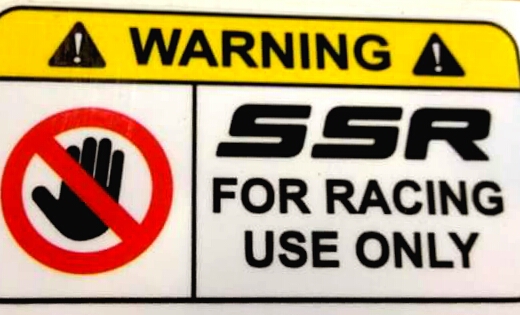 WARNING
SSR
FOR RACING
USE ONLY